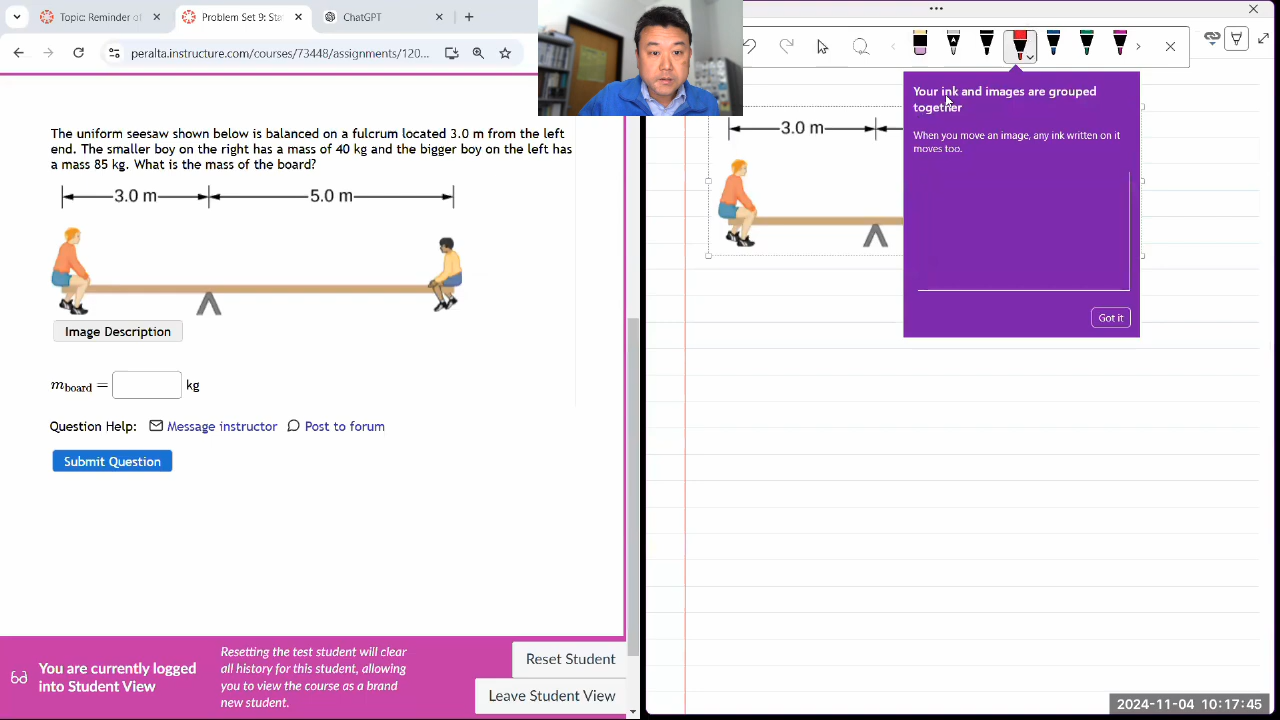 Topic: Reminder of
Problem Set 9: Sta
ChatGPT
peralta.instructure.com/courses/73474/assignments/120...
The uniform seesaw shown below is balanced on a fulcrum located 3.0 m from the left
end. The smaller boy on the right has a mass of 40 kg and the bigger boy on the left has
a mass 85 kg. What is the mass of the board?
3.0 m
5.0 m
Image Description
m board = kg
Question Help: Message instructor Post to forum
Submit Question
You are currently logged
into Student View
Resetting the test student will clear
all history for this student, allowing
you to view the course as a brand
new student.
Reset Student
Leave Student View
3.0 m
Your ink and images are grouped
together
When you move an image, any ink written on it
moves too.
Got it
2024-11-04 10:17:45